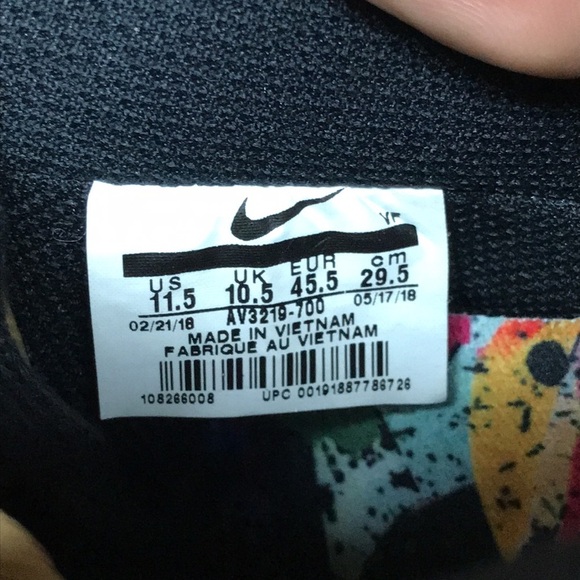 YF
US UK EUR cm
11.5 10.5 45.5 29.5
02/21/18 AV3219-700 05/17/18
MADE IN VIETNAM
FABRIQUE AU VIETNAM
108266008 UPC 00191887786726